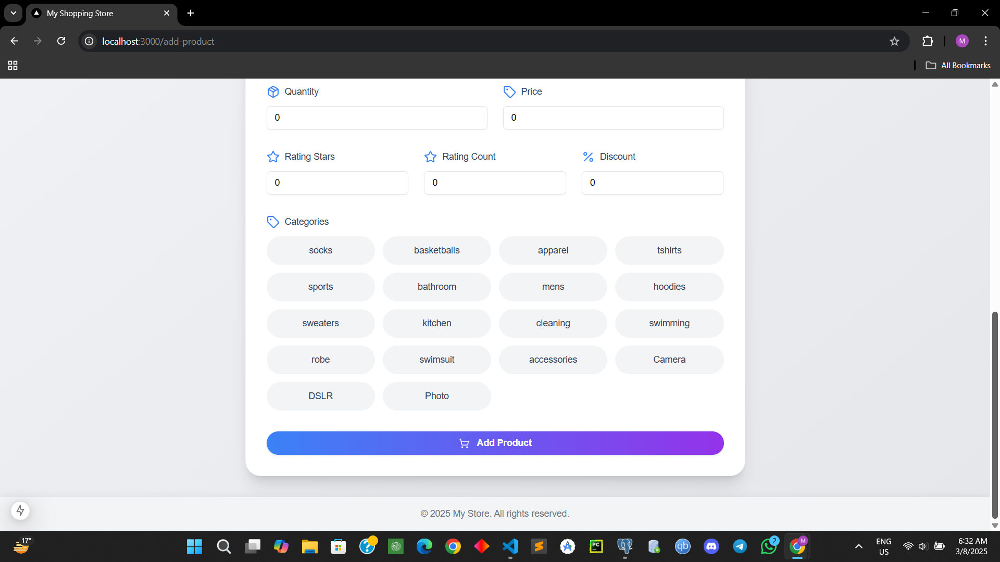 My Shopping Store
localhost:3000/add-product
M
All Bookmarks
Quantity
Price
0
0
Rating Stars
Rating Count
Discount
0
0
0
Categories
socks
basketballs
apparel
tshirts
sports
bathroom
mens
hoodies
sweaters
kitchen
cleaning
swimming
robe
swimsuit
accessories
Camera
DSLR
Photo
Add Product
© 2025 My Store. All rights reserved.
17°
PC
qb
2
M
ENG
US
6:32 AM
3/8/2025